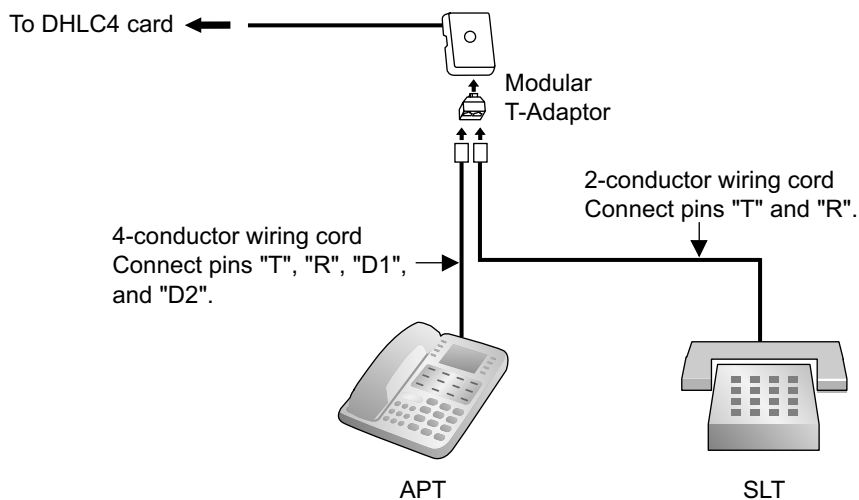 To DHLC4 card
Modular
T-Adaptor
2-conductor wiring cord
Connect pins "T" and "R".
4-conductor wiring cord
Connect pins "T", "R", "D1",
and "D2".
APT
SLT